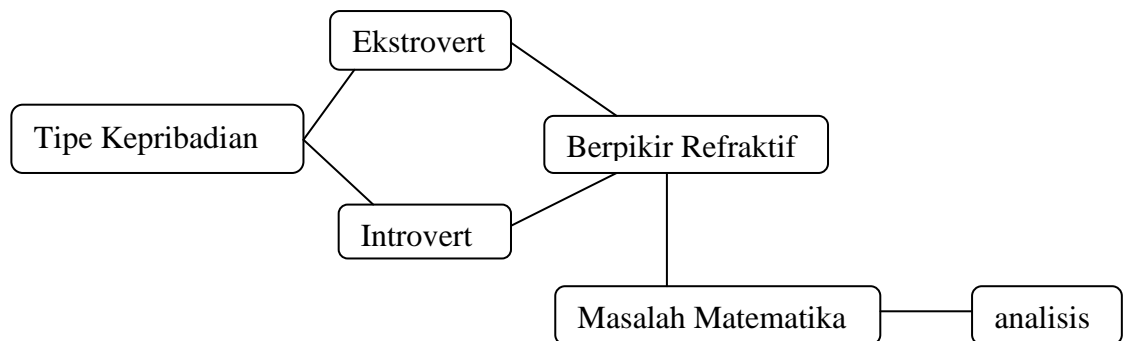 Ekstrovert
Tipe Kepribadian
Berpikir Refraktif
Introvert
Masalah Matematika
analisis